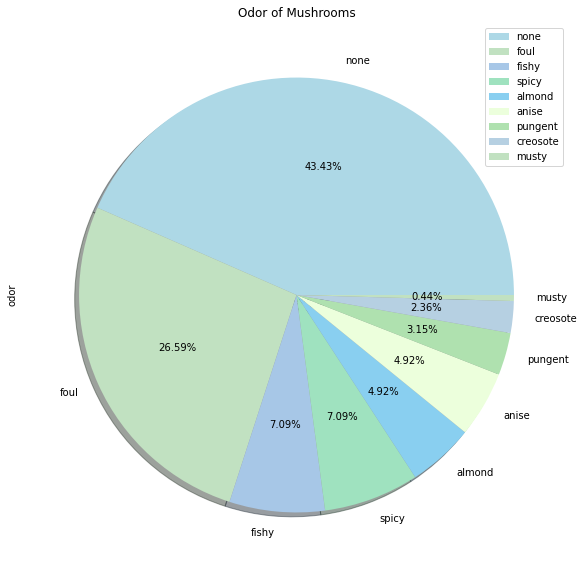 Odor of Mushrooms
none
foul
fishy
spicy
almond
anise
pungent
creosote
musty
none
43.43%
odor
26.59%
foul
7.09%
fishy
7.09%
spicy
4.92%
almond
4.92%
anise
3.15%
pungent
2.36%
creosote
0.44%
musty